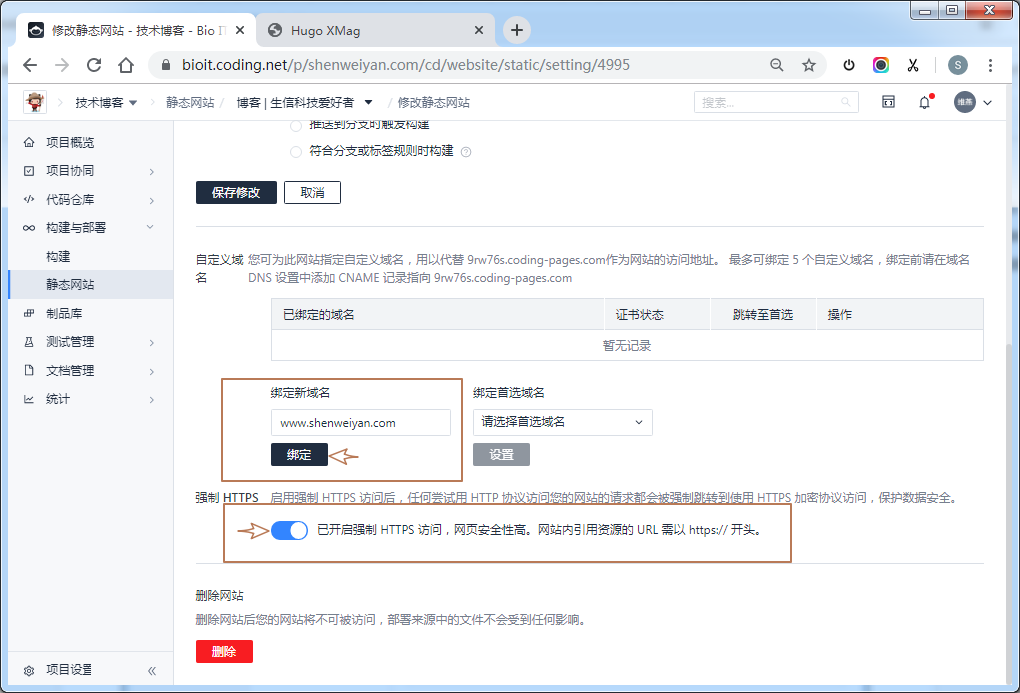 修改静态网站 - 技术博客 - Bio I
Hugo XMag
bioit.coding.net/p/shenweiyan.com/cd/website/static/setting/4995
S
技术博客
静态网站 /
博客 | 生信科技爱好者
/ 修改静态网站
搜索...
维燕
项目概览
项目协同
代码仓库
构建与部署
构建
静态网站
制品库
测试管理
文档管理
统计
项目设置
推送到分支时触发构建
符合分支或标签规则时构建
保存修改
取消
自定义域名
您可为此网站指定自定义域名，用以代替 9rw76s.coding-pages.com作为网站的访问地址。 最多可绑定 5 个自定义域名，绑定前请在域名
DNS 设置中添加 CNAME 记录指向 9rw76s.coding-pages.com
已绑定的域名 证书状态 跳转至首选 操作
暂无记录
绑定新域名
www.shenweiyan.com
绑定
绑定首选域名
请选择首选域名
设置
强制 HTTPS
启用强制 HTTPS 访问后，任何尝试用 HTTP 协议访问您的网站的请求都会被强制跳转到使用 HTTPS 加密协议访问，保护数据安全。
已开启强制 HTTPS 访问，网页安全性高。网站内引用资源的 URL 需以 https:// 开头。
删除网站
删除网站后您的网站将不可被访问，部署来源中的文件不会受到任何影响。
删除